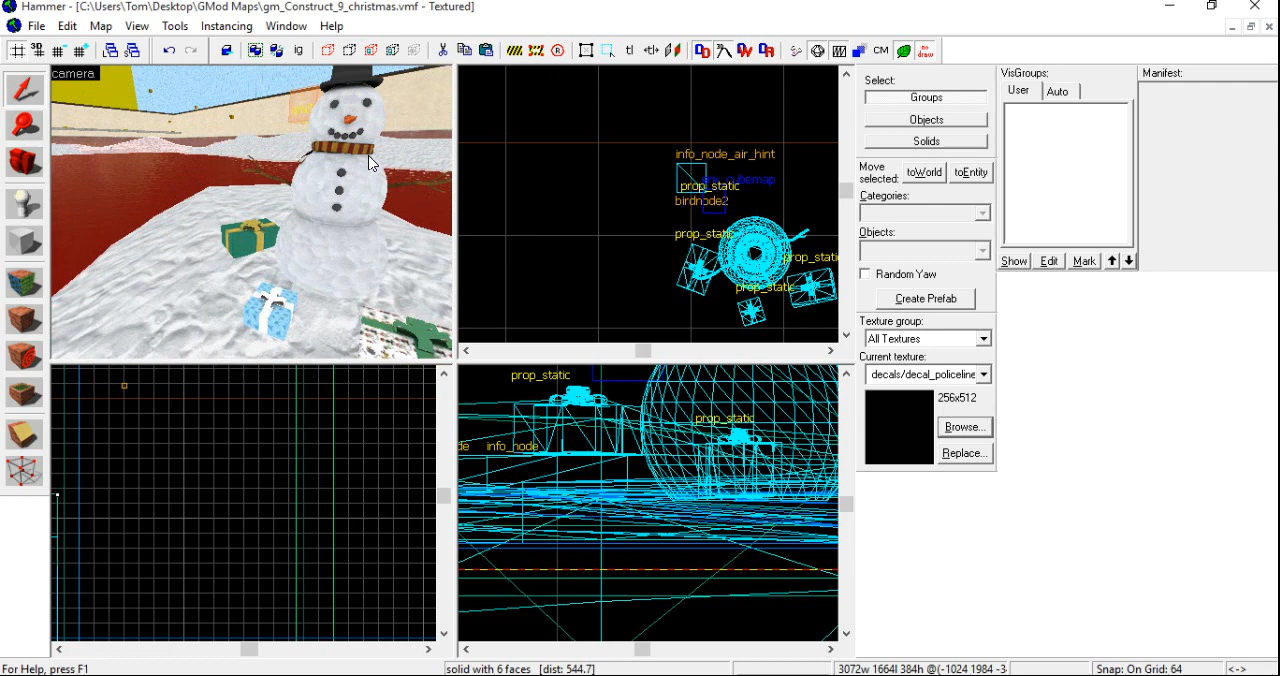 Hammer - [C:\Users\Tom\Desktop\GMod Maps\gm_Construct_9_christmas.vmf - Textured]
File Edit Map View Tools Instancing Window Help
camera
info_node_air_hint
prop_static
birdnode2
prop_static
prop_stati
prop_static
prop_static
prop_static
info_node
Select:
Groups
Objects
Solids
Move selected:
toWorld
toEntity
Categories:
Objects:
Random Yaw
Create Prefab
Texture group:
All Textures
Current texture:
decals/decal_policeline
256x512
Browse...
Replace...
VisGroups:
User
Auto
Show
Edit
Mark
Manifest:
For Help, press F1
solid with 6 faces [dist: 544.7]
3072w 1664l 384h @(-1024 1984 -3
Snap: On Grid: 64
<->